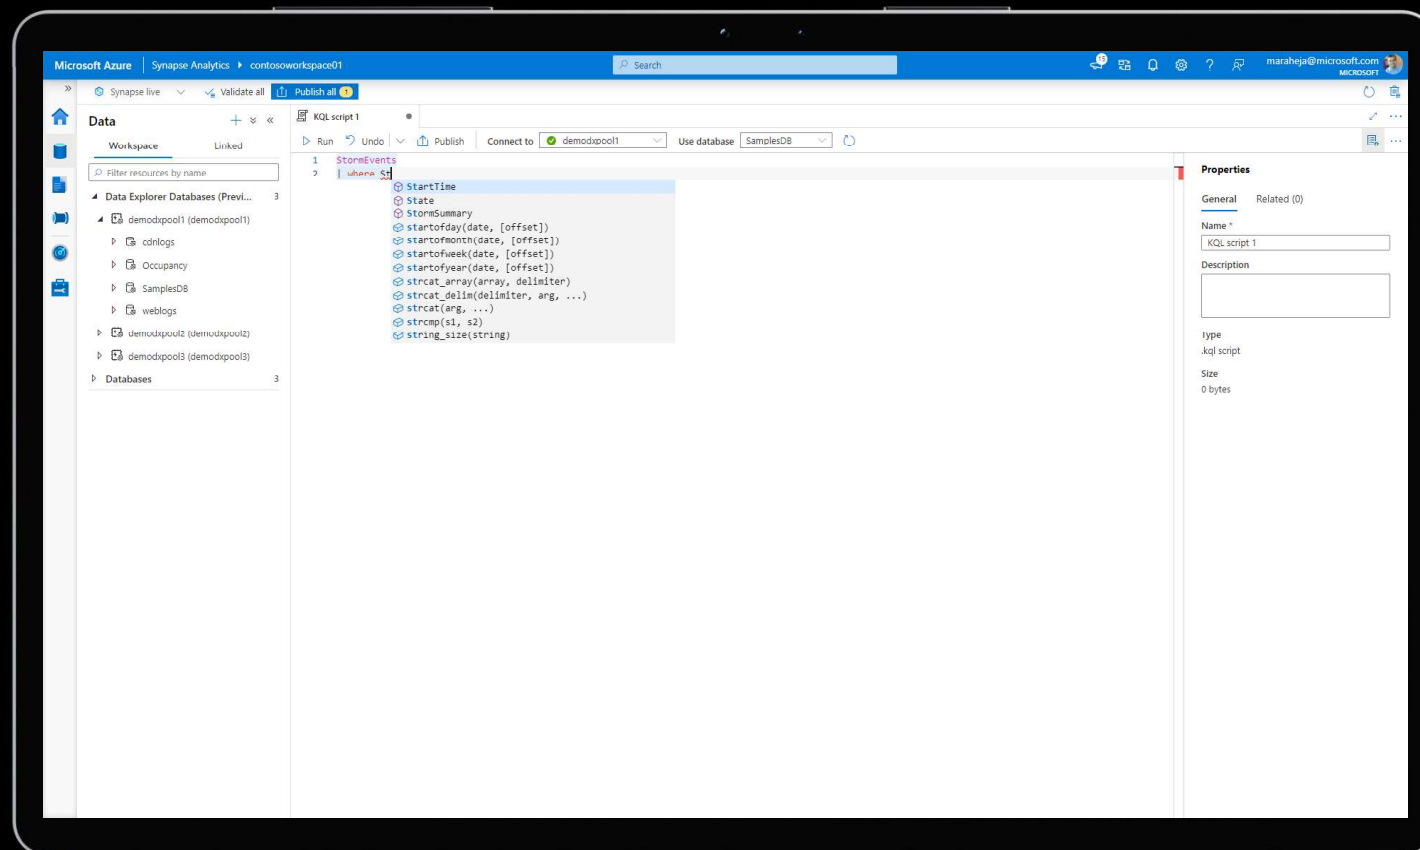 Microsoft Azure Synapse Analytics contosoworkspace01 Search 15 ? maraheja@microsoft.com
MICROSOFT
» Synapse live Validate all Publish all 1
Data
Workspace Linked
Filter resources by name
Data Explorer Databases (Previ... 3
demodxpool1 (demodxpool1)
cdnlogs
Occupancy
SamplesDB
weblogs
demodxpool2 (demodxpool2)
demodxpool3 (demodxpool3)
Databases 3
KQL script 1
Run Undo Publish Connect to demodxpool1 Use database SamplesDB
1 StormEvents
2 | where St
StartTime
State
StormSummary
startofday(date, [offset])
startofmonth(date, [offset])
startofweek(date, [offset])
startofyear(date, [offset])
strcat_array(array, delimiter)
strcat_delim(delimiter, arg, ...)
strcat(arg, ...)
strcmp(s1, s2)
string_size(string)
Properties
General Related (0)
Name *
KQL script 1
Description
Type
.kql script
Size
0 bytes